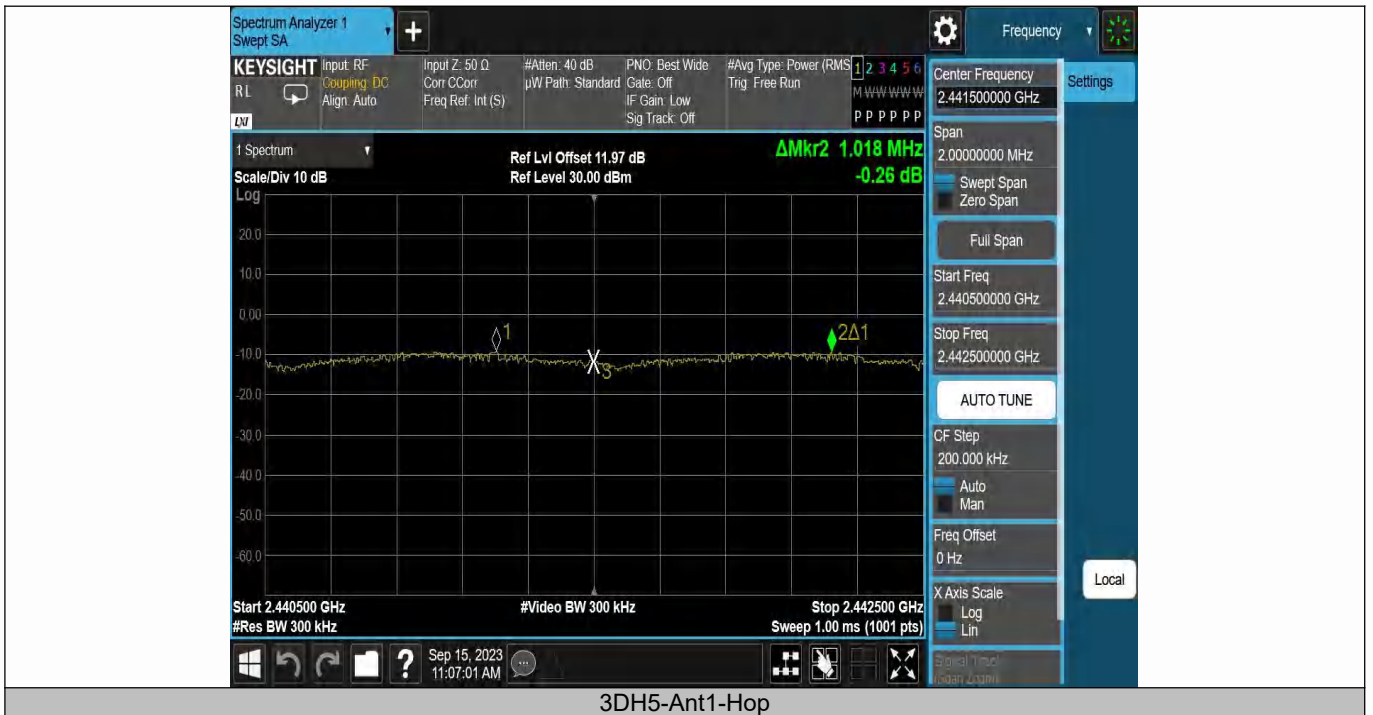 Spectrum Analyzer 1
Swept SA
+
Frequency
KEYSIGHT
RL
LXI
Input: RF
Coupling: DC
Align: Auto
Input Z: 50 Ω
Corr CCorr
Freq Ref: Int (S)
#Atten: 40 dB
µW Path: Standard
PNO: Best Wide
Gate: Off
IF Gain: Low
Sig Track: Off
#Avg Type: Power (RMS
Trig: Free Run
1 2 3 4 5 6
M W W W W W
P P P P P P
1 Spectrum
Scale/Div 10 dB
Log
Ref Lvl Offset 11.97 dB
Ref Level 30.00 dBm
ΔMkr2 1.018 MHz
-0.26 dB
20.0
10.0
0.00
-10.0
-20.0
-30.0
-40.0
-50.0
-60.0
1
2Δ1
3
Start 2.440500 GHz
#Res BW 300 kHz
#Video BW 300 kHz
Stop 2.442500 GHz
Sweep 1.00 ms (1001 pts)
Center Frequency
2.441500000 GHz
Settings
Span
2.00000000 MHz
Swept Span
Zero Span
Full Span
Start Freq
2.440500000 GHz
Stop Freq
2.442500000 GHz
AUTO TUNE
CF Step
200.000 kHz
Auto
Man
Freq Offset
0 Hz
X Axis Scale
Log
Lin
Signal Track
(Span Zoom)
Local
?
Sep 15, 2023
11:07:01 AM
3DH5-Ant1-Hop